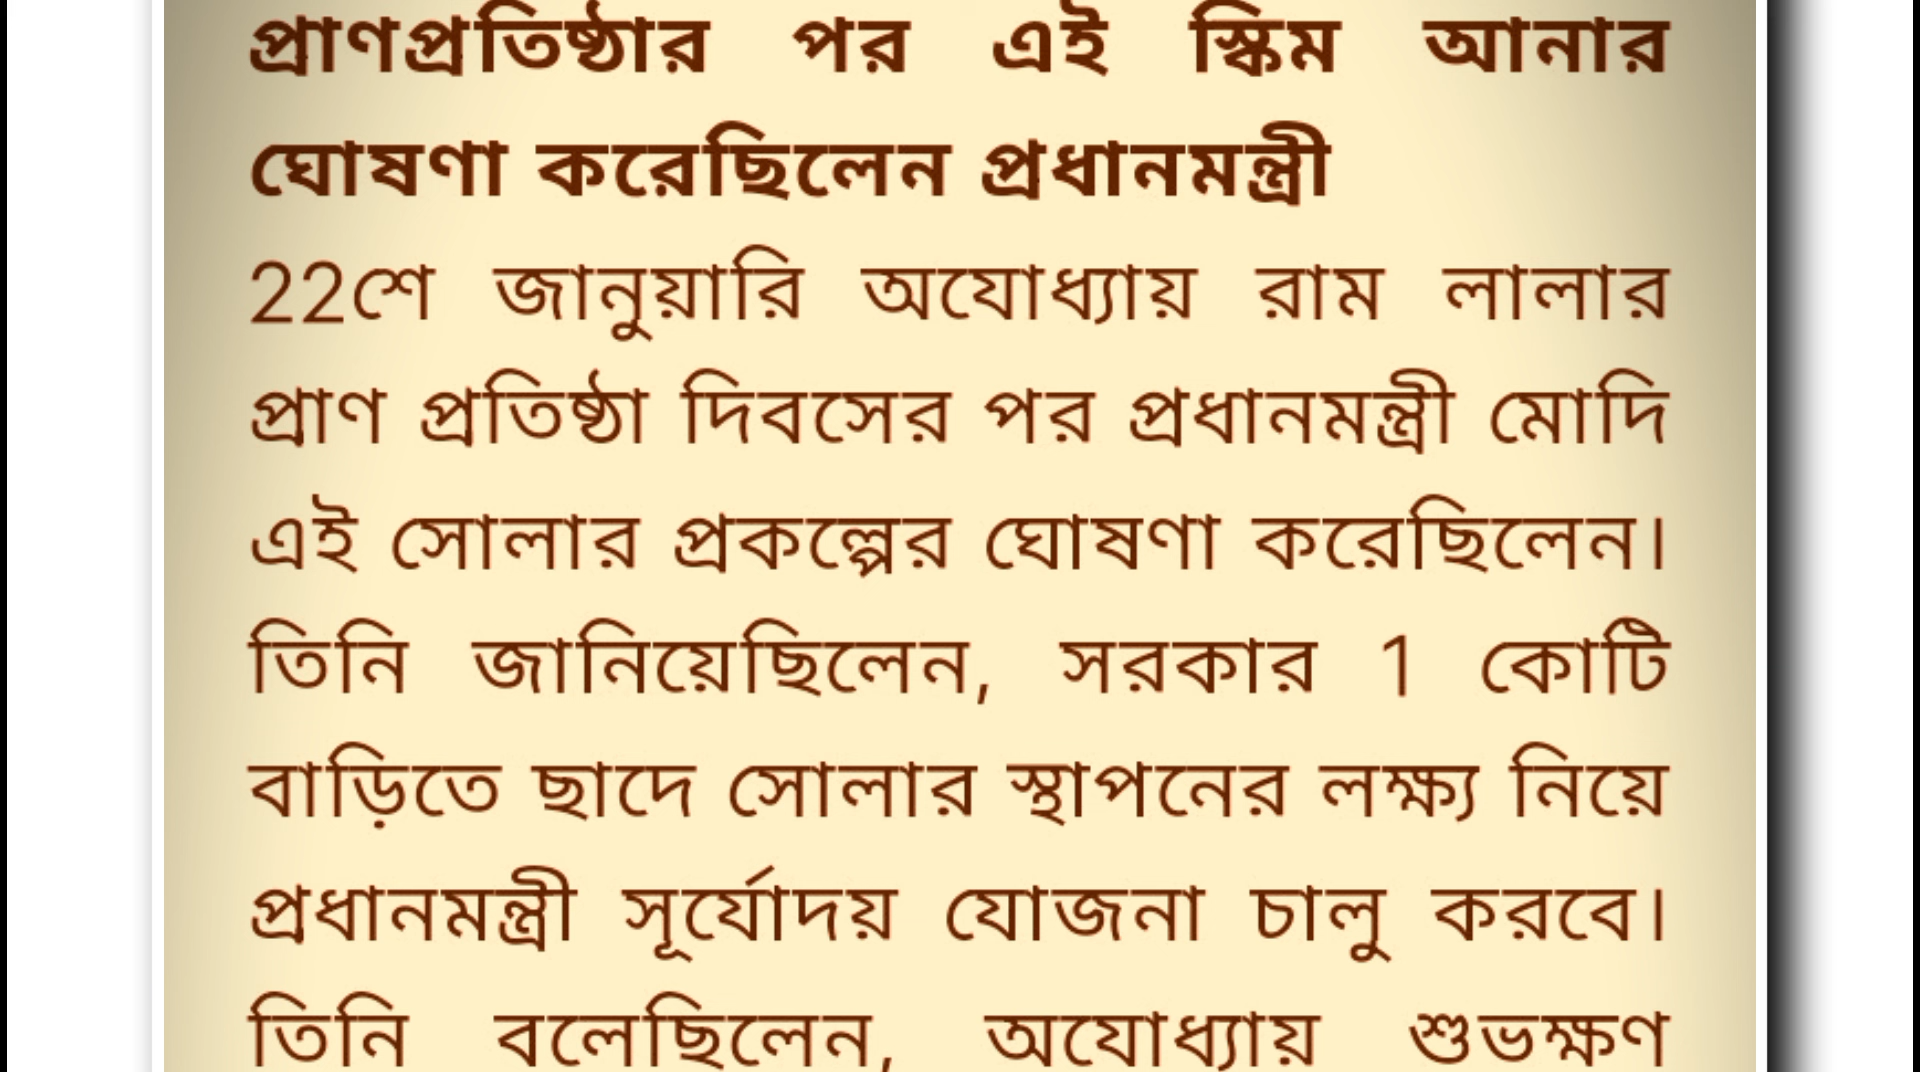 প্রাণপ্রতিষ্ঠার পর এই স্কিম আনার
ঘোষণা করেছিলেন প্রধানমন্ত্রী
22শে জানুয়ারি অযোধ্যায় রাম লালার
প্রাণ প্রতিষ্ঠা দিবসের পর প্রধানমন্ত্রী মোদি
এই সোলার প্রকল্পের ঘোষণা করেছিলেন।
তিনি জানিয়েছিলেন, সরকার 1 কোটি
বাড়িতে ছাদে সোলার স্থাপনের লক্ষ্য নিয়ে
প্রধানমন্ত্রী সূর্যোদয় যোজনা চালু করবে।
তিনি বলেছিলেন, অযোধ্যায় শুভক্ষণ